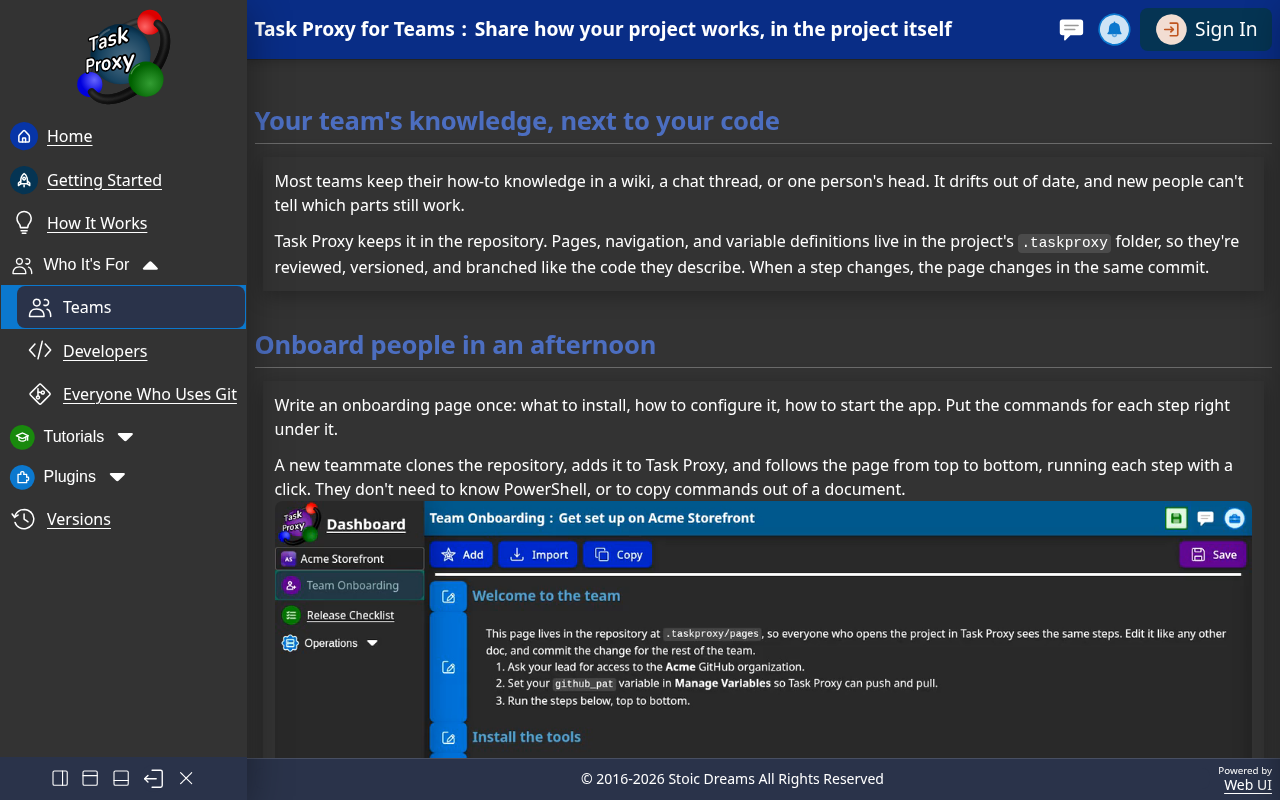 Task
Proxy
Home
Getting Started
How It Works
Who It's For
Teams
Developers
Everyone Who Uses Git
Tutorials
Plugins
Versions
Task Proxy for Teams : Share how your project works, in the project itself
Sign In
Your team's knowledge, next to your code
Most teams keep their how-to knowledge in a wiki, a chat thread, or one person's head. It drifts out of date, and new people can't
tell which parts still work.
Task Proxy keeps it in the repository. Pages, navigation, and variable definitions live in the project's .taskproxy folder, so they're
reviewed, versioned, and branched like the code they describe. When a step changes, the page changes in the same commit.
Onboard people in an afternoon
Write an onboarding page once: what to install, how to configure it, how to start the app. Put the commands for each step right
under it.
A new teammate clones the repository, adds it to Task Proxy, and follows the page from top to bottom, running each step with a
click. They don't need to know PowerShell, or to copy commands out of a document.
Task
Proxy
Dashboard
AS Acme Storefront
Team Onboarding
Release Checklist
Operations
Team Onboarding : Get set up on Acme Storefront
Add Import Copy Save
Welcome to the team
This page lives in the repository at .taskproxy/pages, so everyone who opens the project in Task Proxy sees the same steps. Edit it like any other
doc, and commit the change for the rest of the team.
1. Ask your lead for access to the Acme GitHub organization.
2. Set your github_pat variable in Manage Variables so Task Proxy can push and pull.
3. Run the steps below, top to bottom.
Install the tools
© 2016-2026 Stoic Dreams All Rights Reserved
Powered by
Web UI